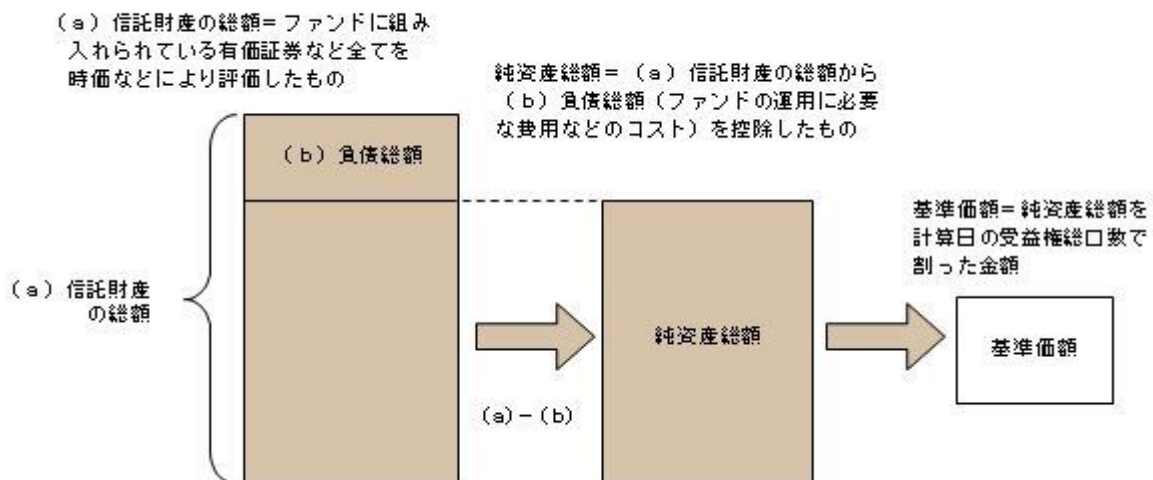 (a)信託財産の総額=ファンドに組み
入れられている有価証券など全てを
時価などにより評価したもの
純資産総額=(a)信託財産の総額から
(b)負債総額(ファンドの運用に必要
な費用などのコスト)を控除したもの
(b)負債総額
基準価額=純資産総額を
計算日の受益権総口数で
割った金額
(a)信託財産
の総額
純資産総額
基準価額
(a)-(b)